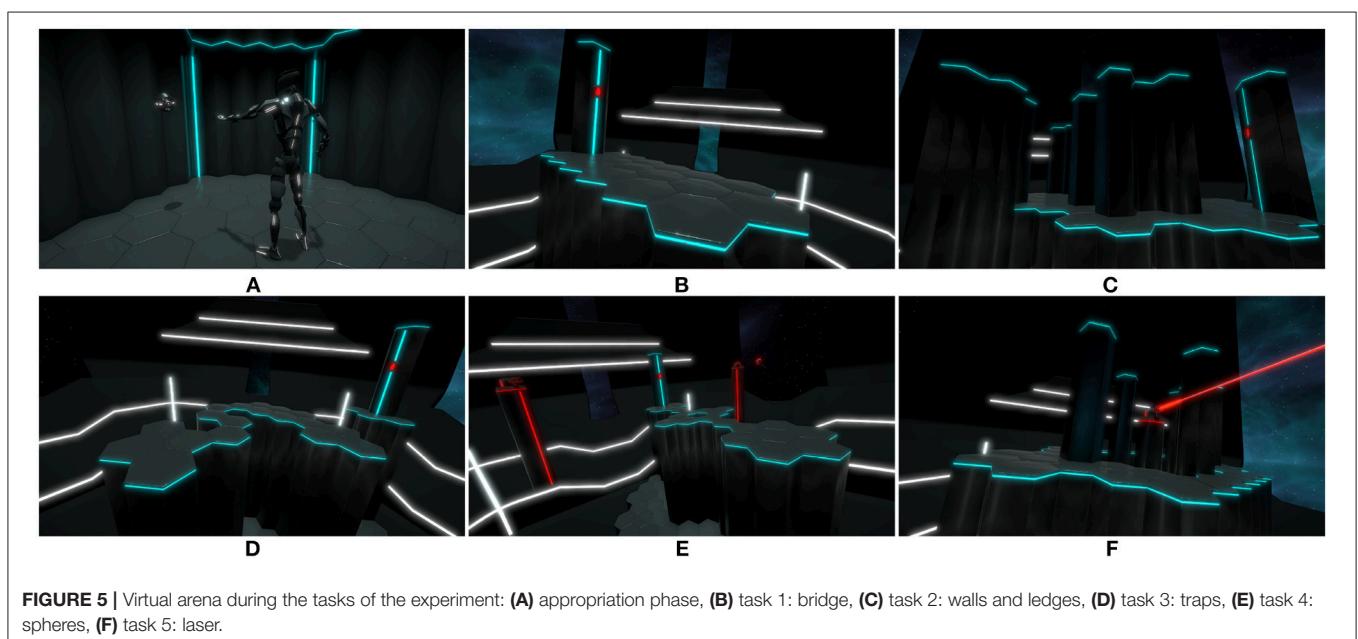 A
B
C
D
E
F
FIGURE 5 | Virtual arena during the tasks of the experiment: (A) appropriation phase, (B) task 1: bridge, (C) task 2: walls and ledges, (D) task 3: traps, (E) task 4:
spheres, (F) task 5: laser.